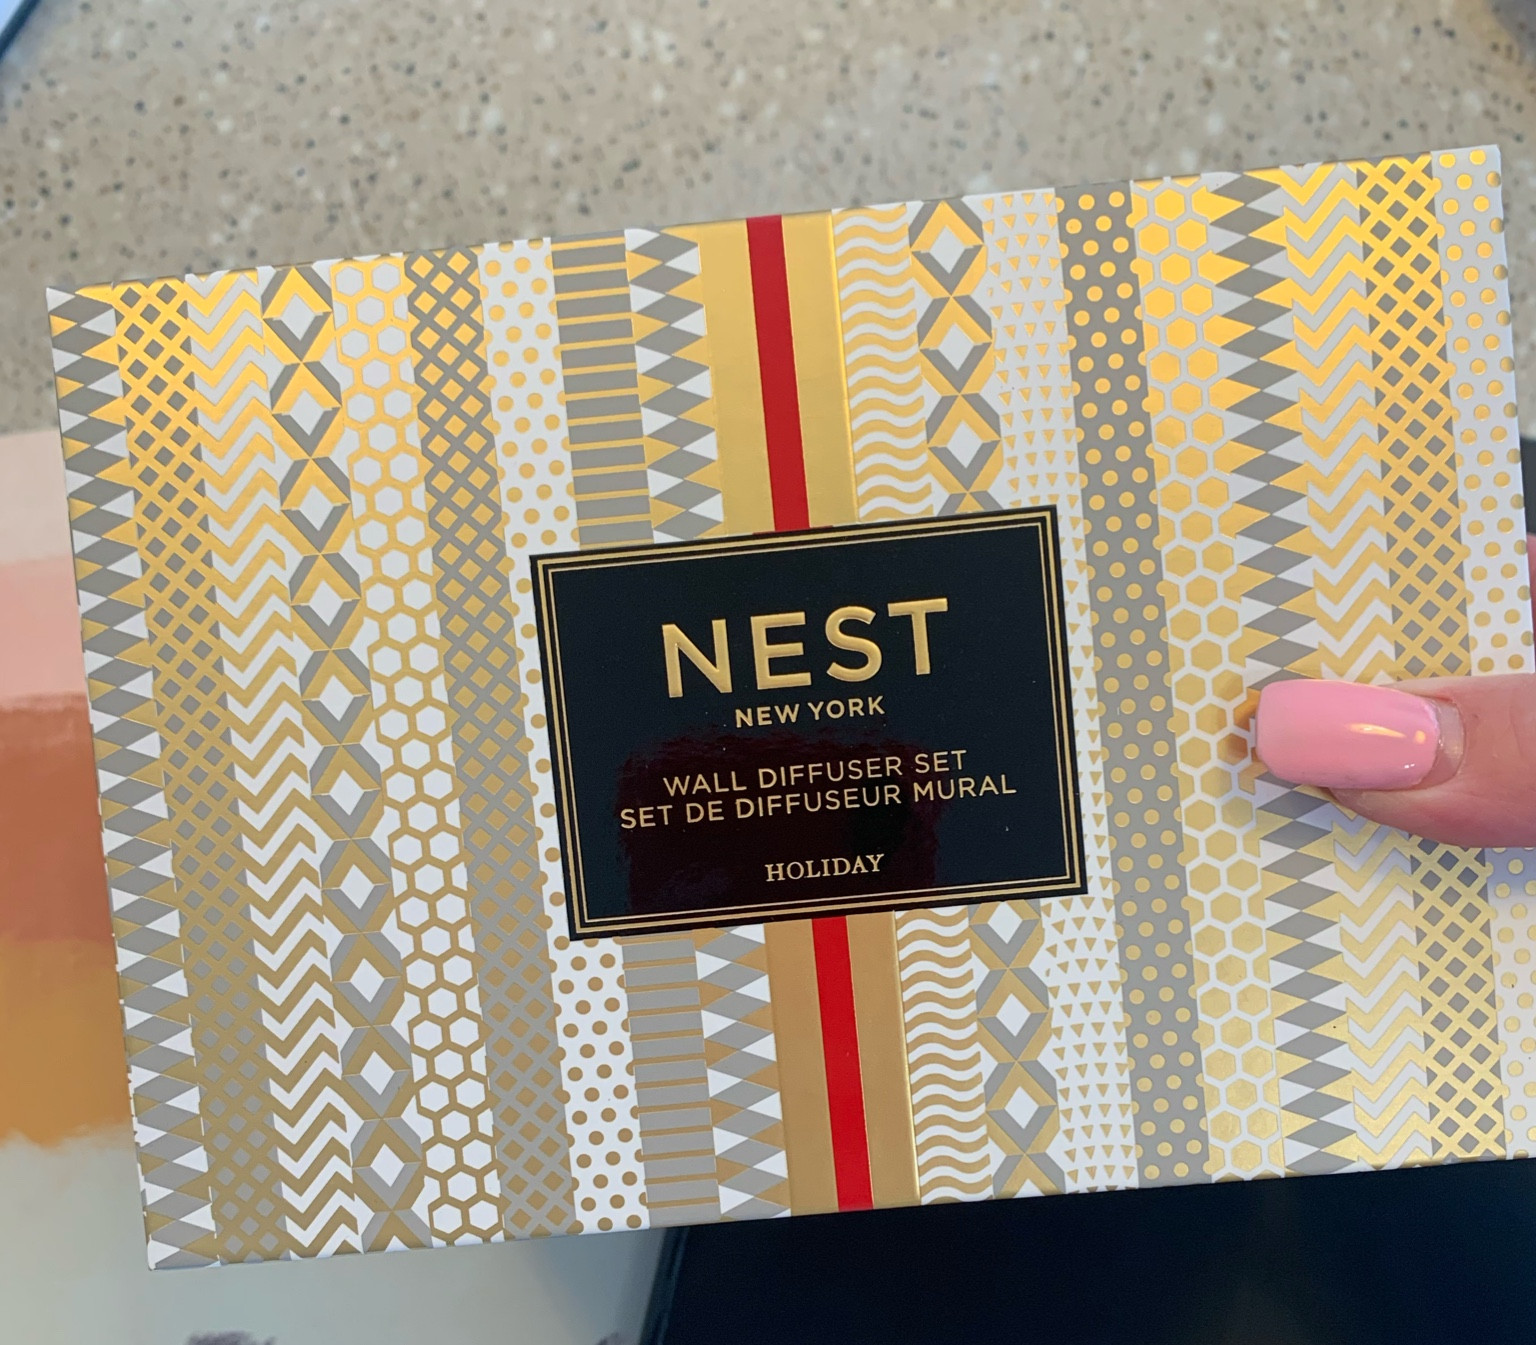 NEST
NEW YORK
WALL DIFFUSER SET
SET DE DIFFUSEUR MURAL
HOLIDAY